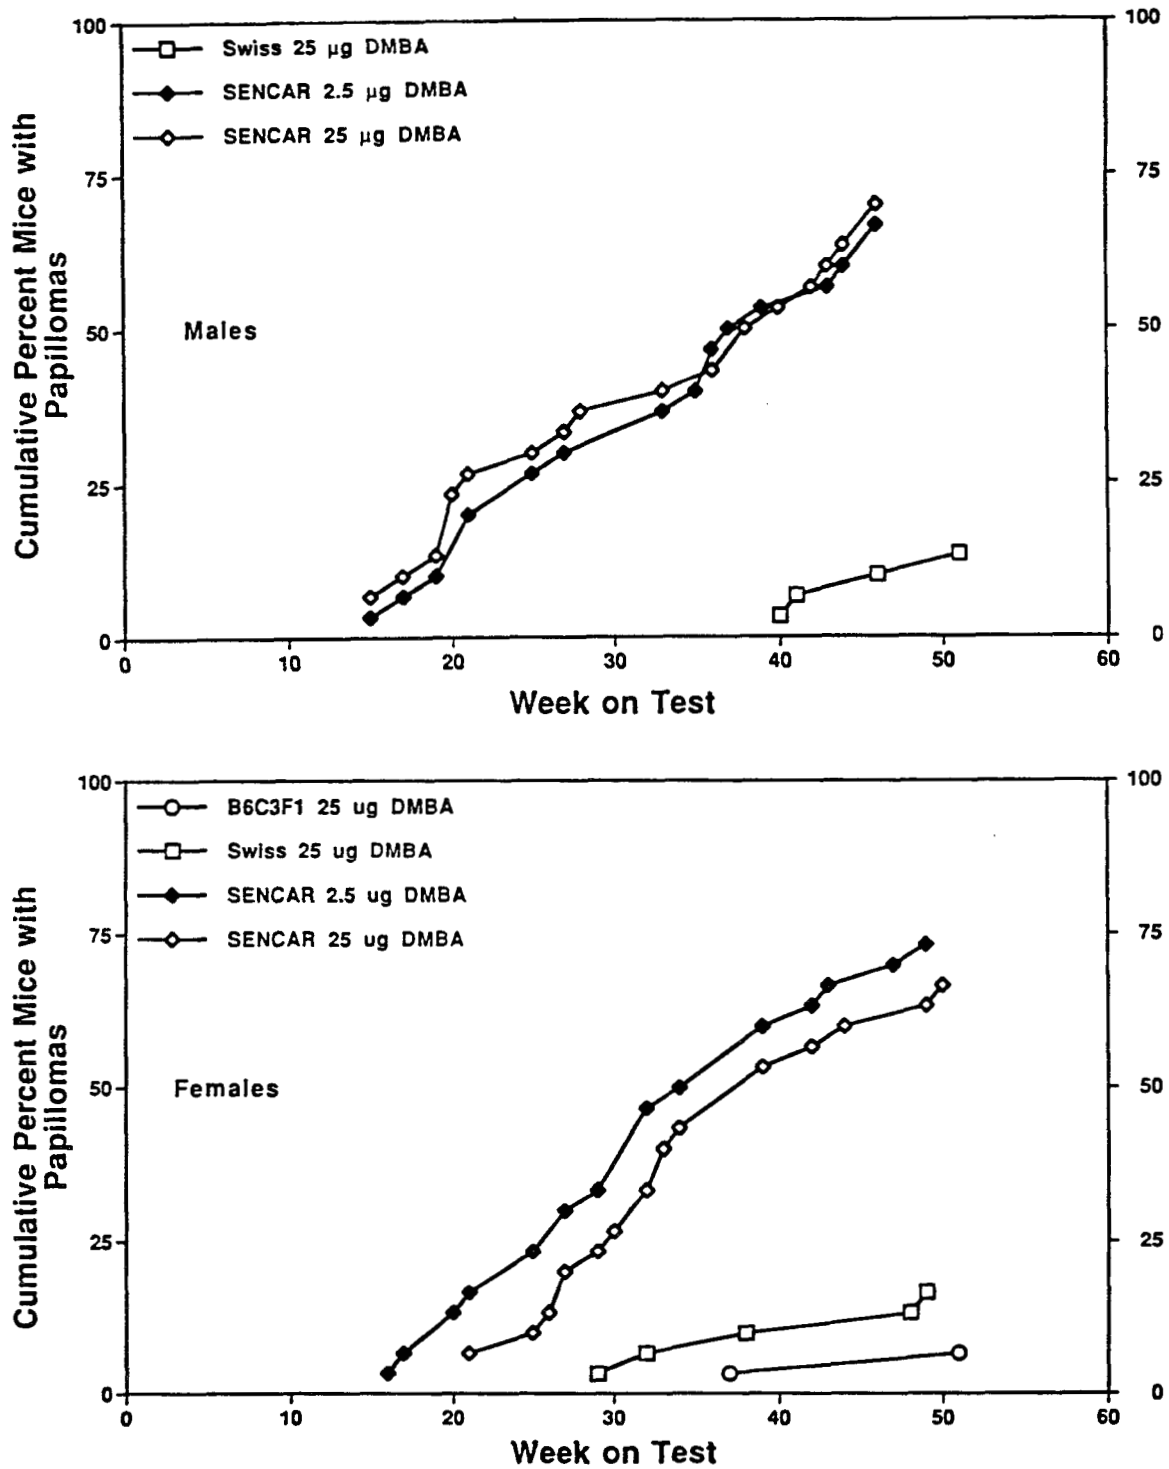 Cumulative Percent Mice with
Papillomas
100
75
50
25
0
Swiss 25 µg DMBA
SENCAR 2.5 µg DMBA
SENCAR 25 µg DMBA
Males
100
75
50
25
0
0 10 20 30 40 50 60
Week on Test
Cumulative Percent Mice with
Papillomas
100
75
50
25
0
B6C3F1 25 ug DMBA
Swiss 25 ug DMBA
SENCAR 2.5 ug DMBA
SENCAR 25 ug DMBA
Females
100
75
50
25
0
0 10 20 30 40 50 60
Week on Test